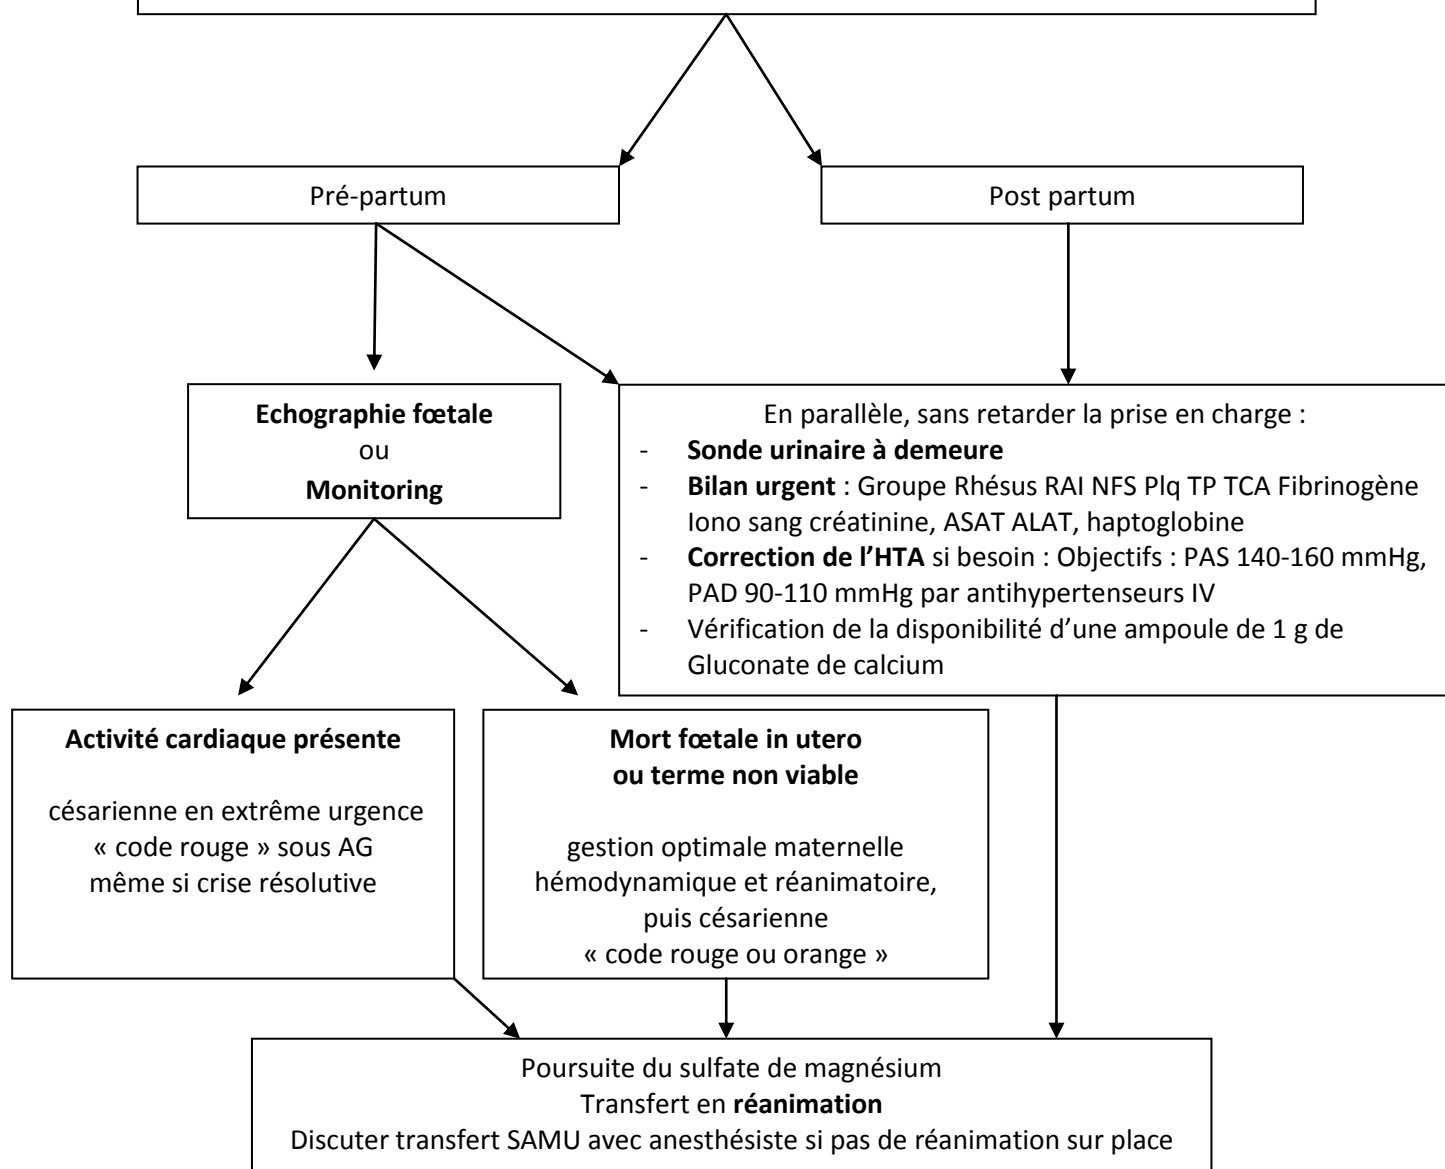 Pré-partum
Post partum
Echographie fœtale
ou
Monitoring
En parallèle, sans retarder la prise en charge :
- Sonde urinaire à demeure
- Bilan urgent : Groupe Rhésus RAI NFS Plq TP TCA Fibrinogène
Iono sang créatinine, ASAT ALAT, haptoglobine
- Correction de l’HTA si besoin : Objectifs : PAS 140-160 mmHg,
PAD 90-110 mmHg par antihypertenseurs IV
- Vérification de la disponibilité d’une ampoule de 1 g de
Gluconate de calcium
Activité cardiaque présente
césarienne en extrême urgence
« code rouge » sous AG
même si crise résolutive
Mort fœtale in utero
ou terme non viable
gestion optimale maternelle
hémodynamique et réanimatoire,
puis césarienne
« code rouge ou orange »
Poursuite du sulfate de magnésium
Transfert en réanimation
Discuter transfert SAMU avec anesthésiste si pas de réanimation sur place